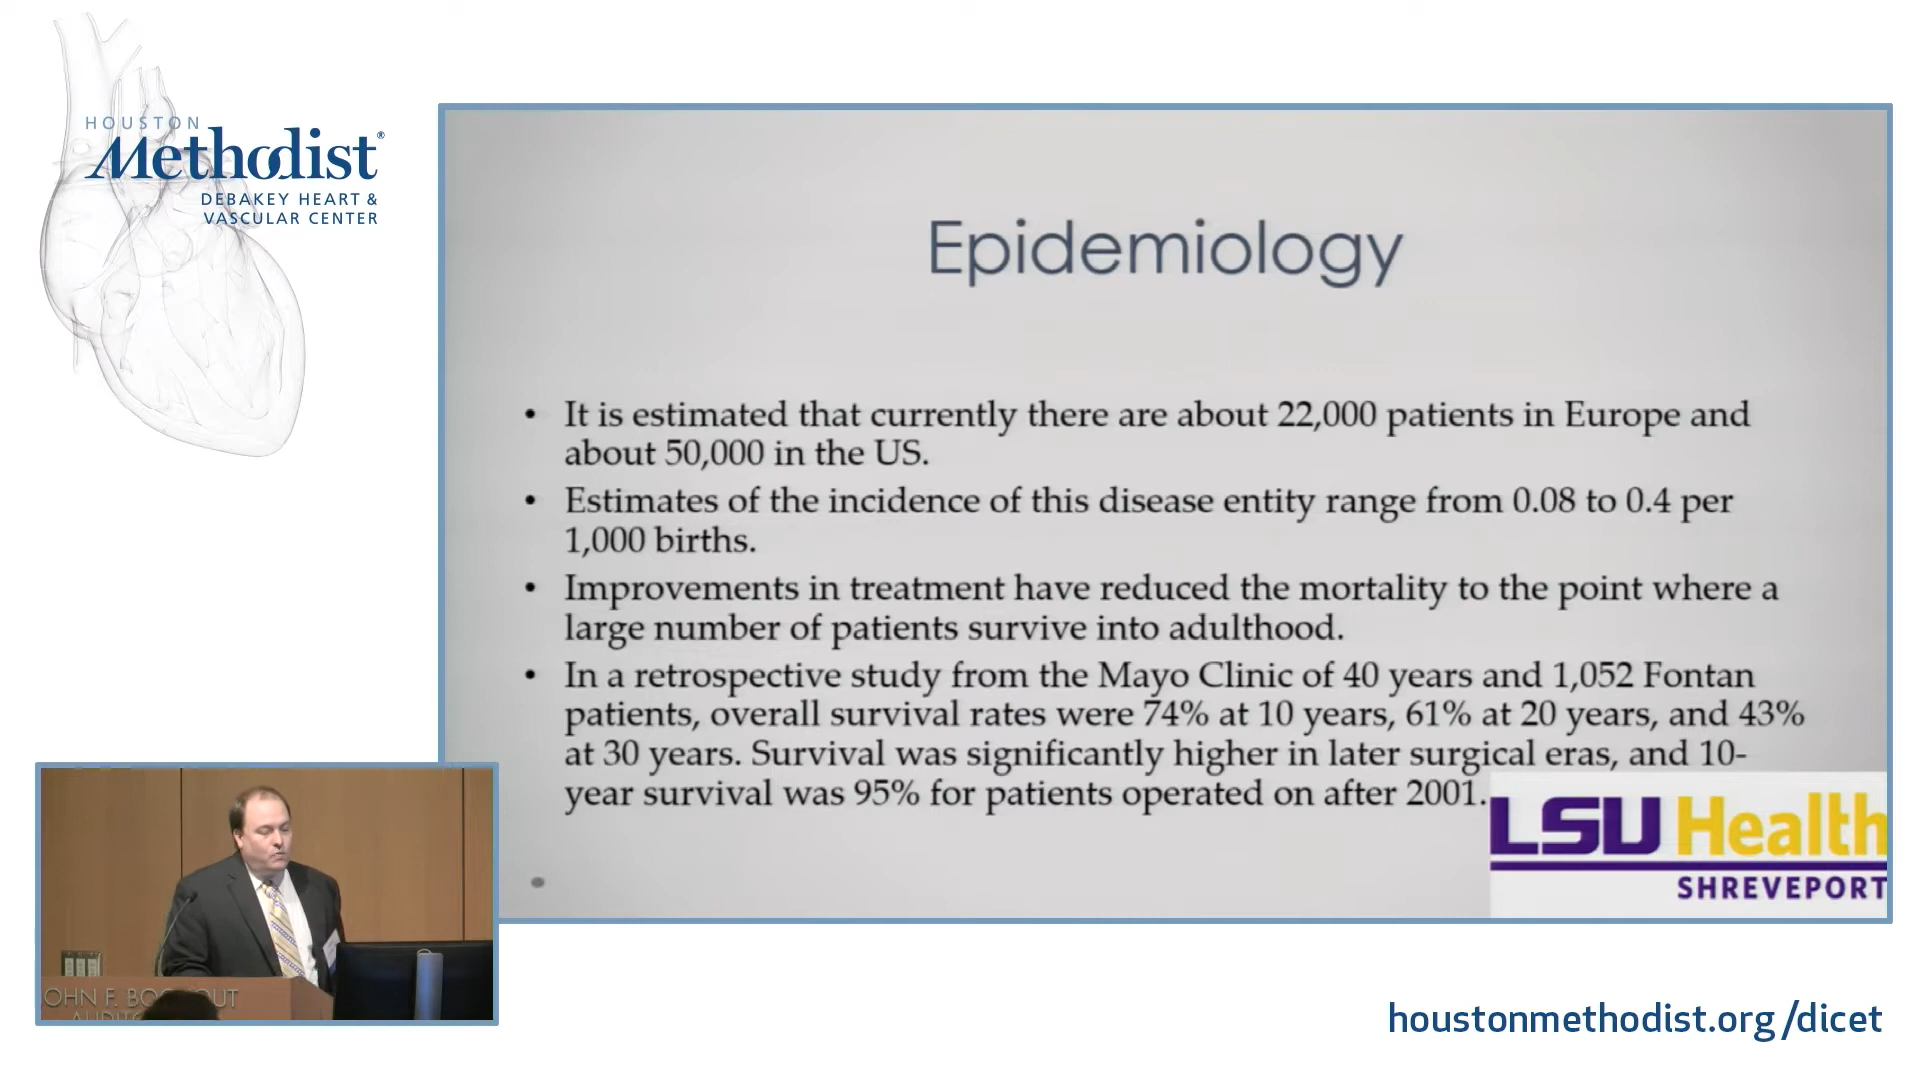 HOUSTON
Methodist®
DEBAKEY HEART &
VASCULAR CENTER
Epidemiology
• It is estimated that currently there are about 22,000 patients in Europe and
about 50,000 in the US.
• Estimates of the incidence of this disease entity range from 0.08 to 0.4 per
1,000 births.
• Improvements in treatment have reduced the mortality to the point where a
large number of patients survive into adulthood.
• In a retrospective study from the Mayo Clinic of 40 years and 1,052 Fontan
patients, overall survival rates were 74% at 10 years, 61% at 20 years, and 43%
at 30 years. Survival was significantly higher in later surgical eras, and 10-
year survival was 95% for patients operated on after 2001.
LSU Health
SHREVEPORT
F.
houstonmethodist.org/dicet